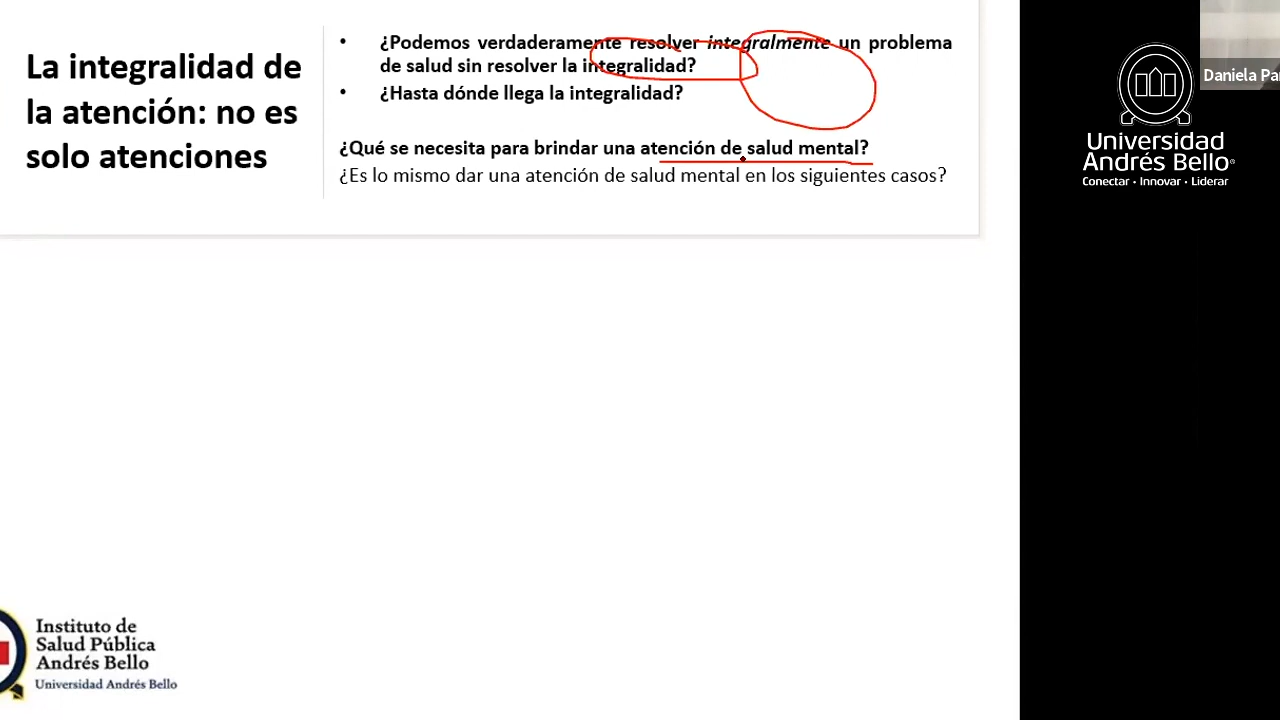 La integralidad de
la atención: no es
solo atenciones
• ¿Podemos verdaderamente resolver integralmente un problema
de salud sin resolver la integralidad?
• ¿Hasta dónde llega la integralidad?
¿Qué se necesita para brindar una atención de salud mental?
¿Es lo mismo dar una atención de salud mental en los siguientes casos?
Universidad
Andrés Bello®
Conectar · Innovar · Liderar
Daniela
Instituto de
Salud Pública
Andrés Bello
Universidad Andrés Bello